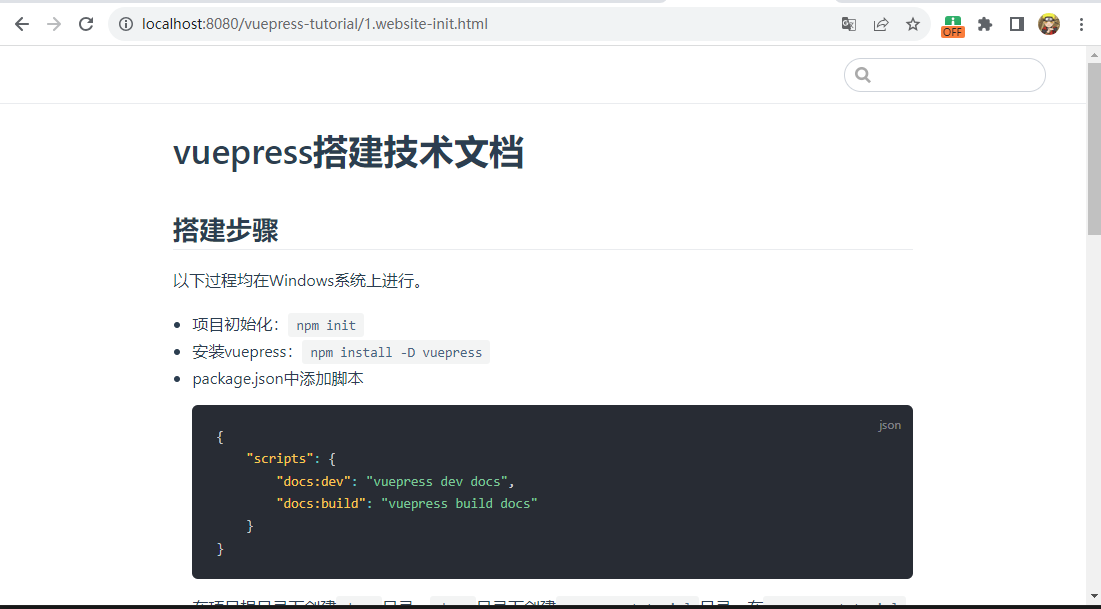 localhost:8080/vuepress-tutorial/1.website-init.html
OFF
vuepress搭建技术文档
搭建步骤
以下过程均在Windows系统上进行。
项目初始化： npm init
安装vuepress： npm install -D vuepress
package.json中添加脚本
json
{
"scripts": {
"docs:dev": "vuepress dev docs",
"docs:build": "vuepress build docs"
}
}